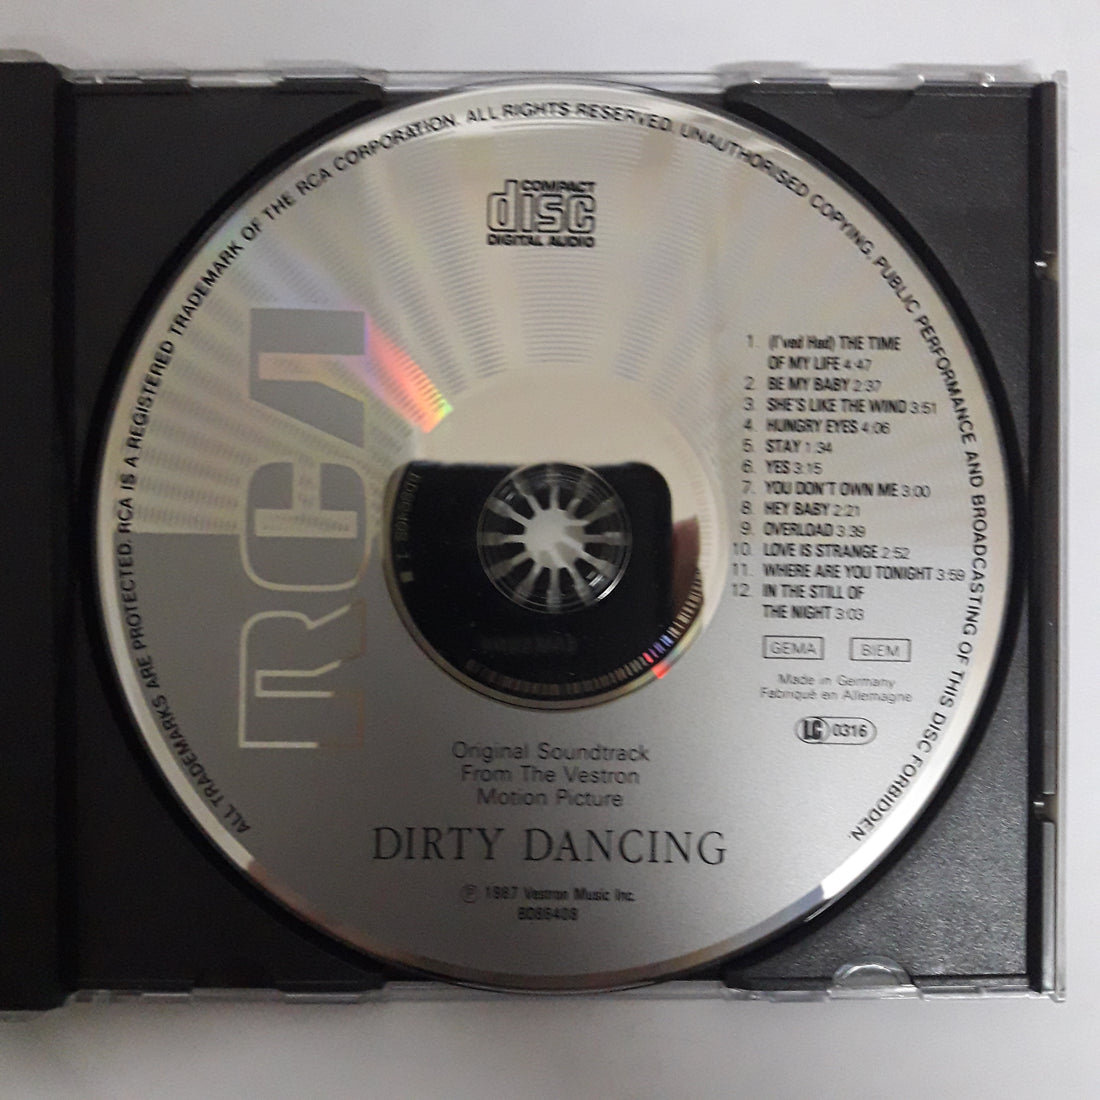 ALL TRADEMARKS ARE PROTECTED. RCA IS A REGISTERED TRADEMARK OF THE RCA CORPORATION. ALL RIGHTS RESERVED. UNAUTHORISED COPYING, PUBLIC PERFORMANCE AND BROADCASTING OF THIS DISC FORBIDDEN.
COMPACT
disc
DIGITAL AUDIO
RCA
1. (I'ved Had) THE TIME
OF MY LIFE 4:47
2. BE MY BABY 2:37
3. SHE'S LIKE THE WIND 3:51
4. HUNGRY EYES 4:06
5. STAY 1:34
6. YES 3:15
7. YOU DON'T OWN ME 3:00
8. HEY BABY 2:21
9. OVERLOAD 3:39
10. LOVE IS STRANGE 2:52
11. WHERE ARE YOU TONIGHT 3:59
12. IN THE STILL OF
THE NIGHT 3:03
GEMA BIEM
Made in Germany
Fabriqué en Allemagne
LC 0316
Original Soundtrack
From The Vestron
Motion Picture
DIRTY DANCING
℗ 1987 Vestron Music Inc.
BD86408